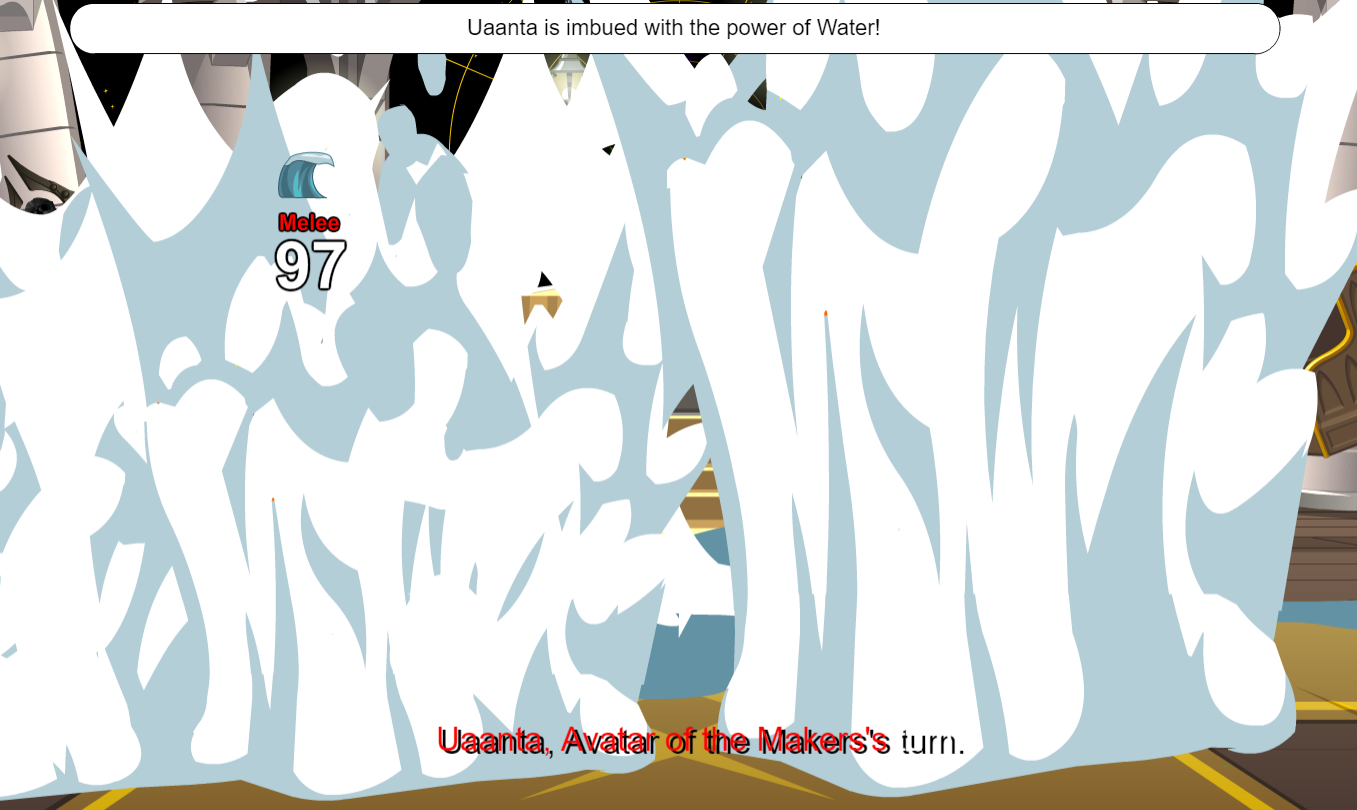 Uaanta is imbued with the power of Water!
Melee
97
Uaanta, Avatar of the Makers's turn.